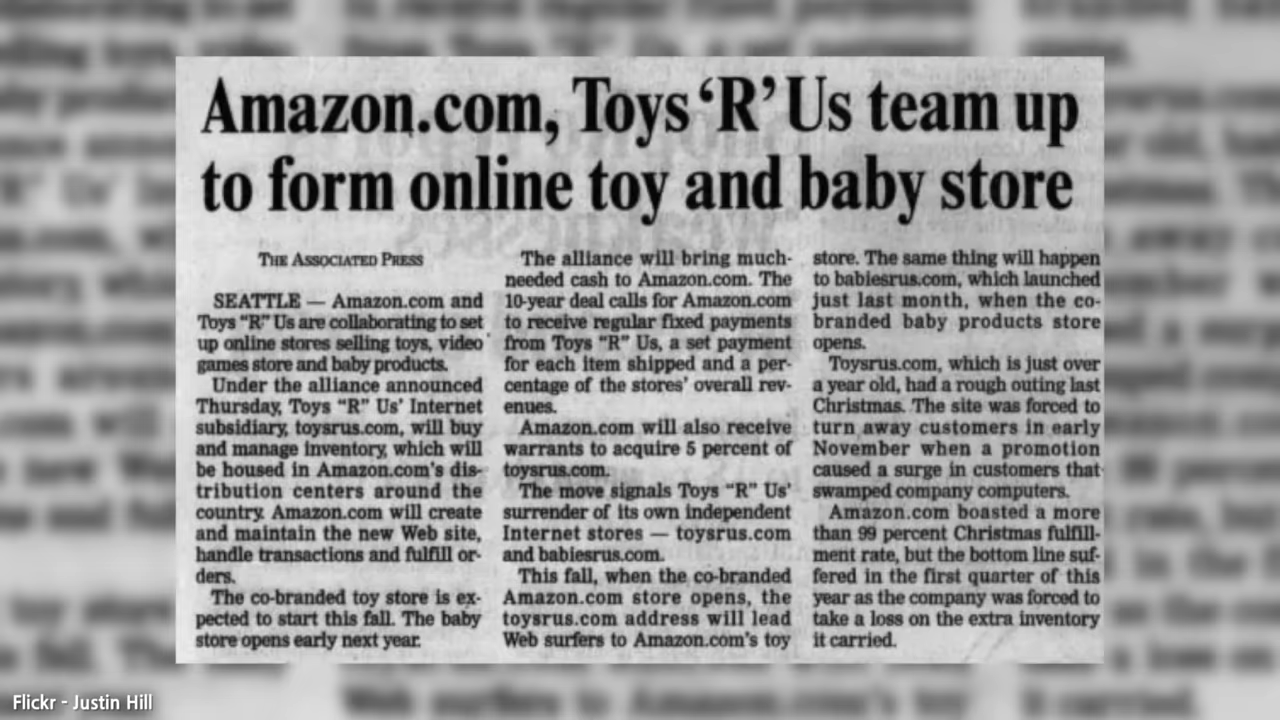 Amazon.com, Toys ‘R’ Us team up
to form online toy and baby store
THE ASSOCIATED PRESS
SEATTLE — Amazon.com and
Toys “R” Us are collaborating to set
up online stores selling toys, video
games store and baby products.
Under the alliance announced
Thursday, Toys “R” Us’ Internet
subsidiary, toysrus.com, will buy
and manage inventory, which will
be housed in Amazon.com’s dis-
tribution centers around the
country. Amazon.com will create
and maintain the new Web site,
handle transactions and fulfill or-
ders.
The co-branded toy store is ex-
pected to start this fall. The baby
store opens early next year.
The alliance will bring much-
needed cash to Amazon.com. The
10-year deal calls for Amazon.com
to receive regular fixed payments
from Toys “R” Us, a set payment
for each item shipped and a per-
centage of the stores’ overall rev-
enues.
Amazon.com will also receive
warrants to acquire 5 percent of
toysrus.com.
The move signals Toys “R” Us’
surrender of its own independent
Internet stores — toysrus.com
and babiesrus.com.
This fall, when the co-branded
Amazon.com store opens, the
toysrus.com address will lead
Web surfers to Amazon.com’s toy
store. The same thing will happen
to babiesrus.com, which launched
just last month, when the co-
branded baby products store
opens.
Toysrus.com, which is just over
a year old, had a rough outing last
Christmas. The site was forced to
turn away customers in early
November when a promotion
caused a surge in customers that
swamped company computers.
Amazon.com boasted a more
than 99 percent Christmas fulfill-
ment rate, but the bottom line suf-
fered in the first quarter of this
year as the company was forced to
take a loss on the extra inventory
it carried.
Flickr - Justin Hill